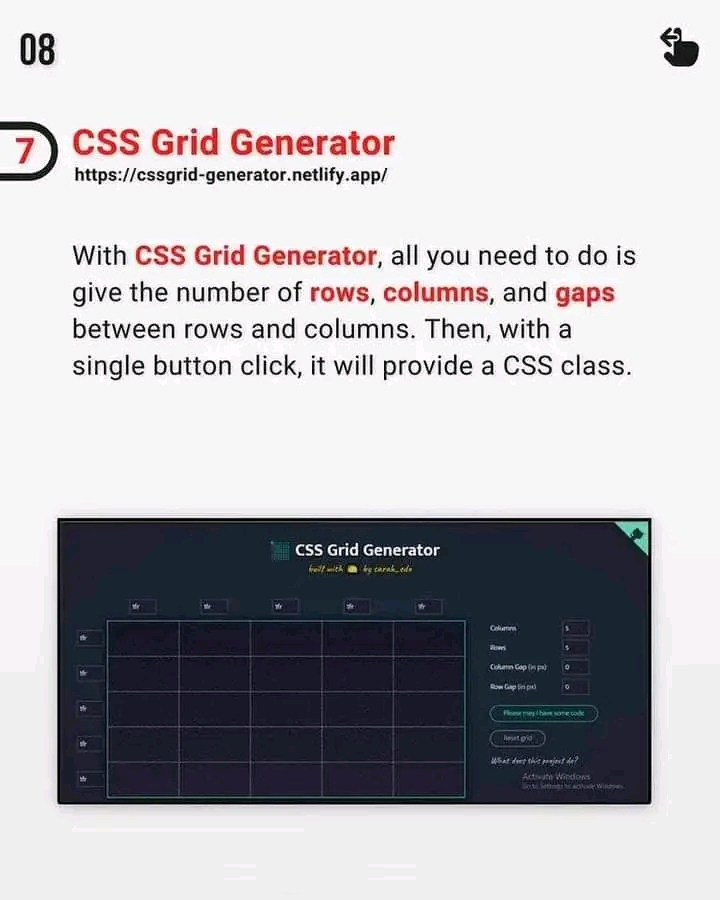 08
7
CSS Grid Generator
https://cssgrid-generator.netlify.app/
With CSS Grid Generator, all you need to do is
give the number of rows, columns, and gaps
between rows and columns. Then, with a
single button click, it will provide a CSS class.
CSS Grid Generator
built with by sarah_edo
1fr 1fr 1fr 1fr 1fr
1fr
1fr
1fr
1fr
1fr
Columns 5
Rows 5
Column Gap (in px) 0
Row Gap (in px) 0
Please may I have some code
Reset grid
What does this project do?
Activate Windows
Go to Settings to activate Windows.